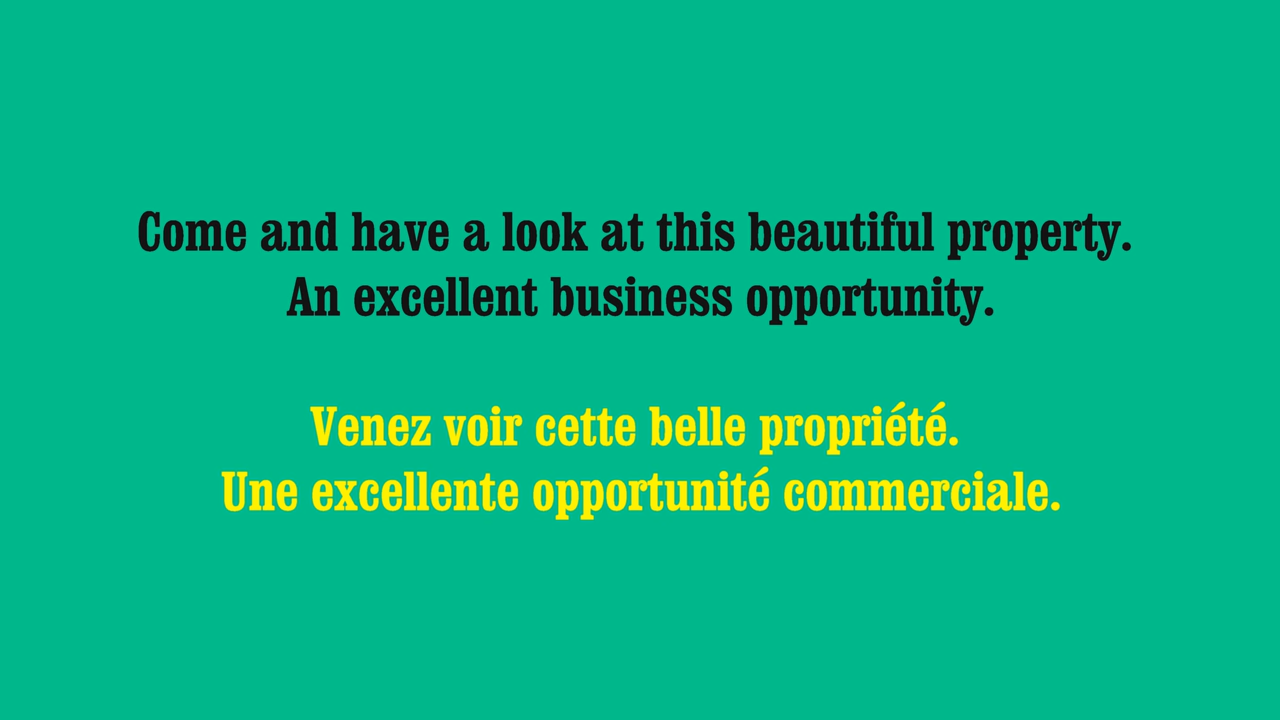 Come and have a look at this beautiful property.
An excellent business opportunity.
Venez voir cette belle propriété.
Une excellente opportunité commerciale.